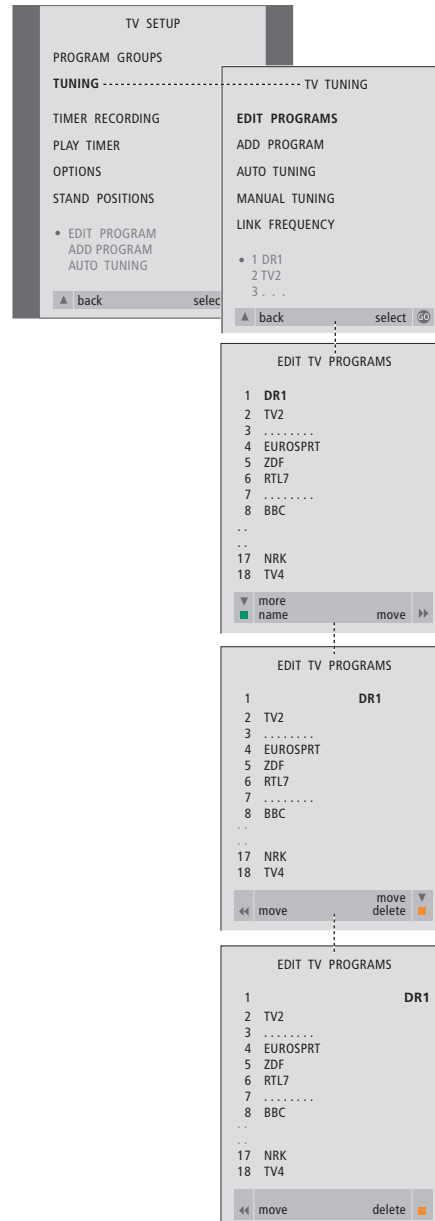 TV SETUP
PROGRAM GROUPS
TUNING
TIMER RECORDING
PLAY TIMER
OPTIONS
STAND POSITIONS
• EDIT PROGRAM
ADD PROGRAM
AUTO TUNING
▲ back selec
TV TUNING
EDIT PROGRAMS
ADD PROGRAM
AUTO TUNING
MANUAL TUNING
LINK FREQUENCY
• 1 DR1
2 TV2
3 . . .
▲ back select GO
EDIT TV PROGRAMS
1 DR1
2 TV2
3 . . . . . . . .
4 EUROSPRT
5 ZDF
6 RTL7
7 . . . . . . . .
8 BBC
. .
. .
17 NRK
18 TV4
▼ more
name move
EDIT TV PROGRAMS
1 DR1
2 TV2
3 . . . . . . . .
4 EUROSPRT
5 ZDF
6 RTL7
7 . . . . . . . .
8 BBC
. .
. .
17 NRK
18 TV4
move ▼
move delete
EDIT TV PROGRAMS
1 DR1
2 TV2
3 . . . . . . . .
4 EUROSPRT
5 ZDF
6 RTL7
7 . . . . . . . .
8 BBC
. .
. .
17 NRK
18 TV4
move delete